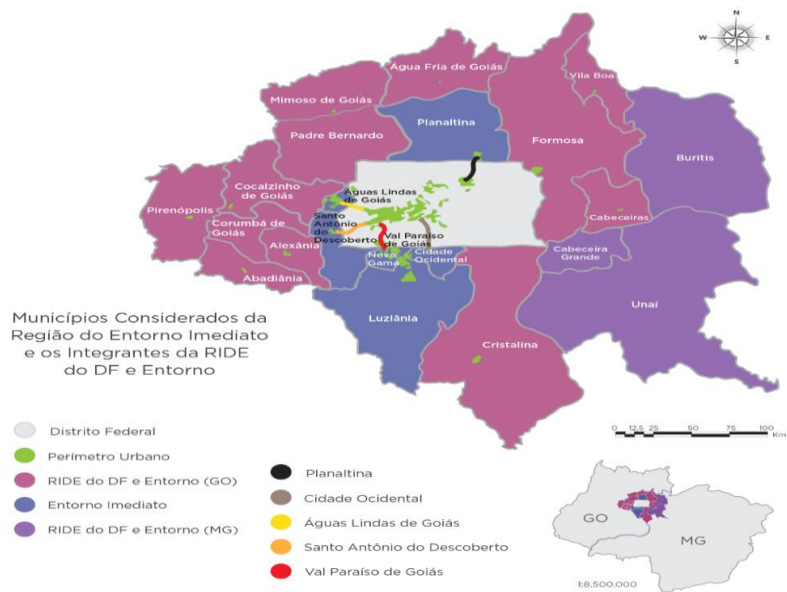 N
W E
S
Água Fria de Goiás
Vila Boa
Mimoso de Goiás
Planaltina
Padre Bernardo
Formosa
Buritis
Cocalzinho
de Goiás
Águas Lindas
de Goiás
Pirenópolis
Santo
Antônio
do
Descoberto
Cabeceiras
Corumbá de
Goiás
Val Paraíso
de Goiás
Alexânia
Cidade
Ocidental
Cabeceira
Grande
Novo
Gama
Abadiânia
Unaí
Luziânia
Cristalina
Municípios Considerados da
Região do Entorno Imediato
e os Integrantes da RIDE
do DF e Entorno
Distrito Federal
Perímetro Urbano
RIDE do DF e Entorno (GO)
Entorno Imediato
RIDE do DF e Entorno (MG)
Planaltina
Cidade Ocidental
Águas Lindas de Goiás
Santo Antônio do Descoberto
Val Paraíso de Goiás
0 12,5 25 50 75 100
Km
GO
MG
1:8.500.000